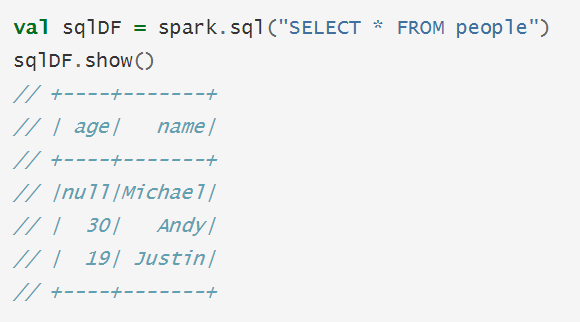 val sqlDF = spark.sql("SELECT * FROM people")
sqlDF.show()
// +----+-------+
// | age|   name|
// +----+-------+
// |null|Michael|
// |  30|   Andy|
// |  19| Justin|
// +----+-------+